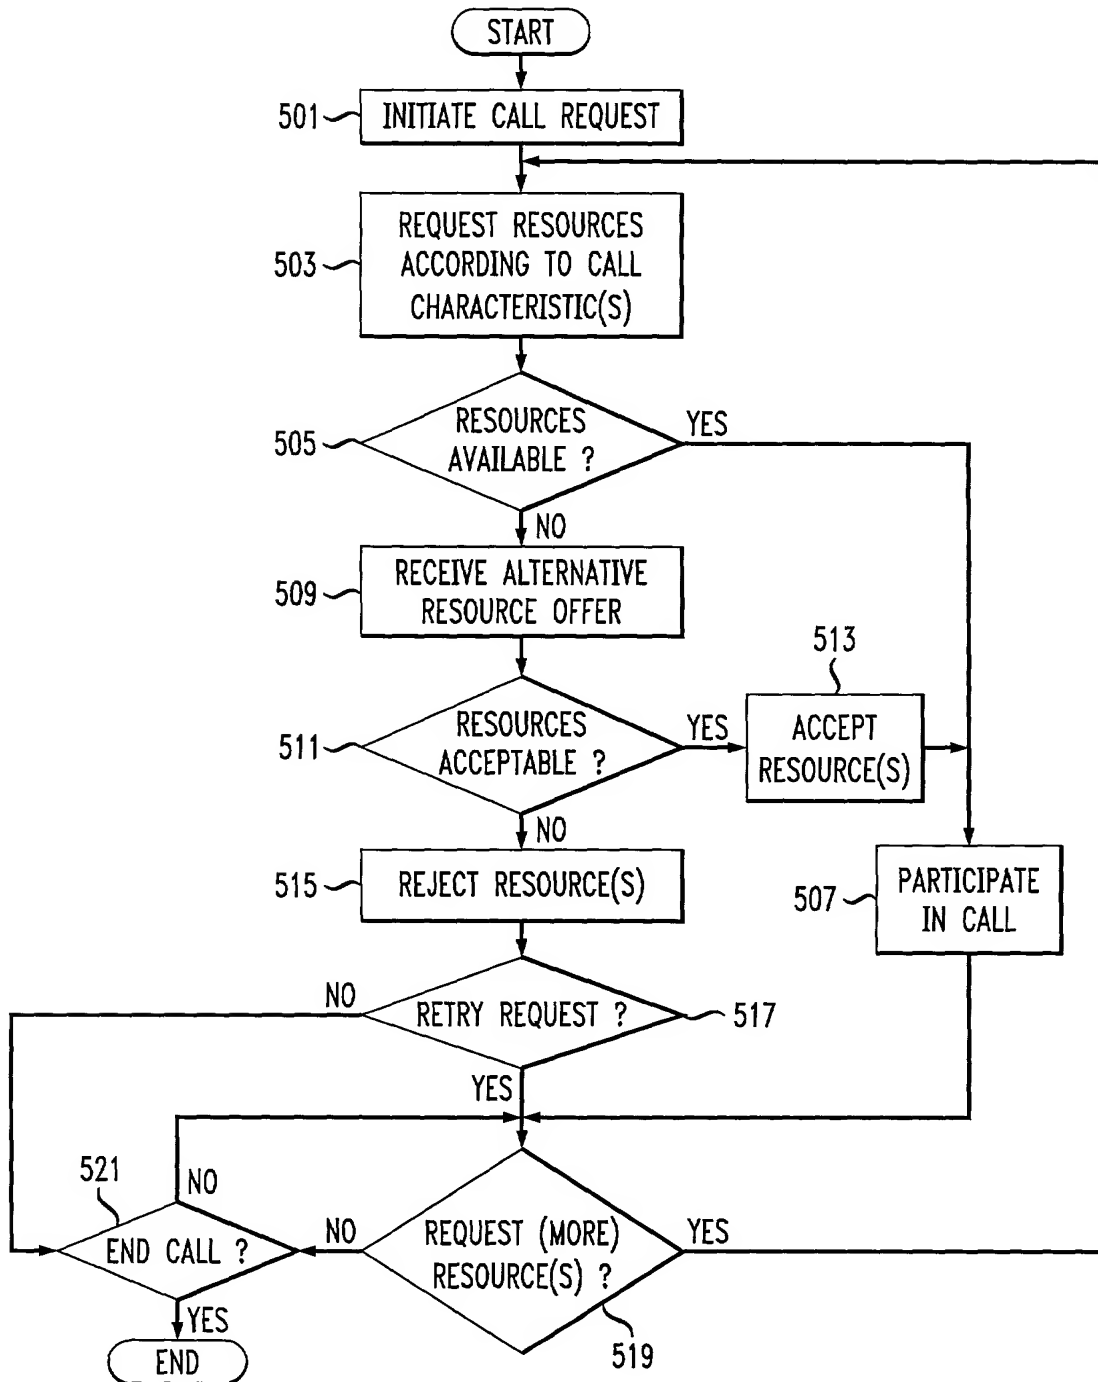 START
501
INITIATE CALL REQUEST
503
REQUEST RESOURCES
ACCORDING TO CALL
CHARACTERISTIC(S)
505
RESOURCES
AVAILABLE ?
YES
NO
509
RECEIVE ALTERNATIVE
RESOURCE OFFER
511
RESOURCES
ACCEPTABLE ?
YES
513
ACCEPT
RESOURCE(S)
NO
515
REJECT RESOURCE(S)
507
PARTICIPATE
IN CALL
NO
RETRY REQUEST ?
517
YES
521
NO
END CALL ?
NO
REQUEST (MORE)
RESOURCE(S) ?
YES
519
YES
END